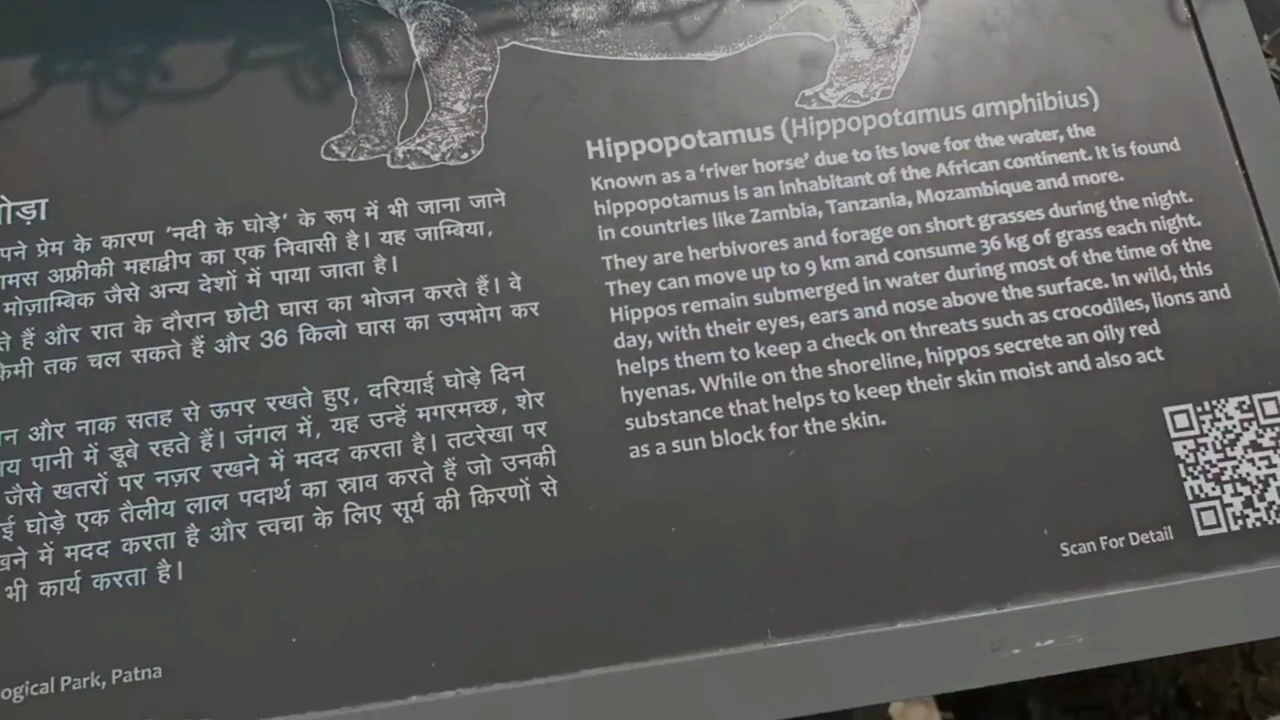 पने प्रेम के कारण 'नदी के घोड़े' के रूप में भी जाना जाने
अफ्रीकी महाद्वीप का एक निवासी है। यह जाम्बिया,
मोज़ाम्बिक जैसे अन्य देशों में पाया जाता है।
हैं और रात के दौरान छोटी घास का भोजन करते हैं। वे
तक चल सकते हैं और 36 किलो घास का उपभोग कर
और नाक सतह से ऊपर रखते हुए, दरियाई घोड़े दिन
पानी में डूबे रहते हैं। जंगल में, यह उन्हें मगरमच्छ, शेर
जैसे खतरों पर नज़र रखने में मदद करता है। तटरेखा पर
घोड़े एक तैलीय लाल पदार्थ का स्राव करते हैं जो उनकी
में मदद करता है और त्वचा के लिए सूर्य की किरणों से
भी कार्य करता है।
Hippopotamus (Hippopotamus amphibius)
Known as a ‘river horse’ due to its love for the water, the
hippopotamus is an inhabitant of the African continent. It is found
in countries like Zambia, Tanzania, Mozambique and more.
They are herbivores and forage on short grasses during the night.
They can move up to 9 km and consume 36 kg of grass each night.
Hippos remain submerged in water during most of the time of the
day, with their eyes, ears and nose above the surface. In wild, this
helps them to keep a check on threats such as crocodiles, lions and
hyenas. While on the shoreline, hippos secrete an oily red
substance that helps to keep their skin moist and also act
as a sun block for the skin.
Scan For Detail
ological Park, Patna